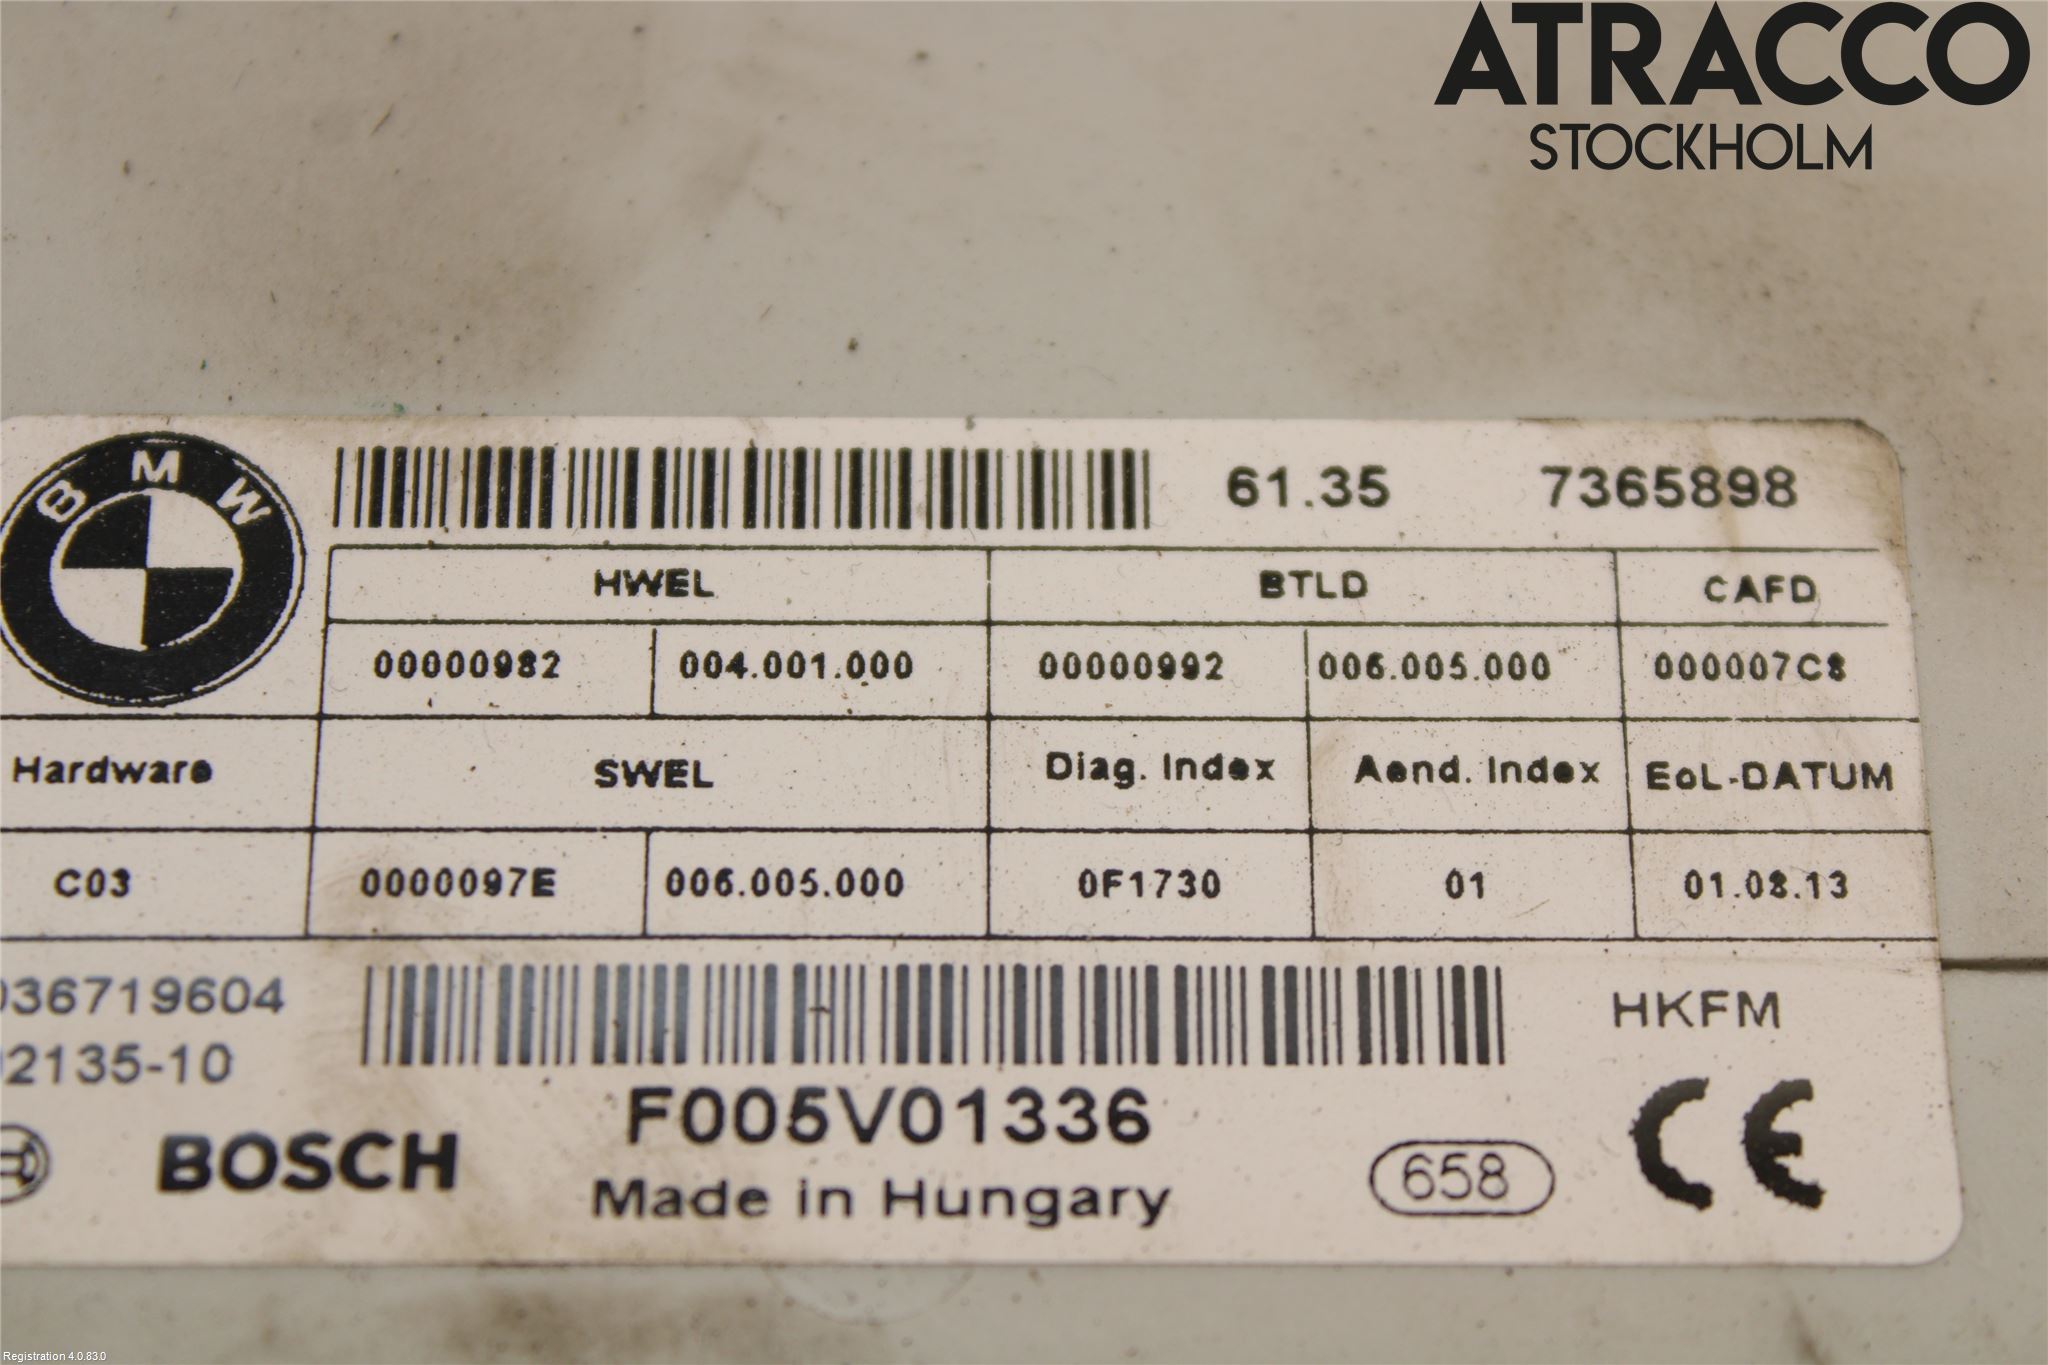 ATRACCO
STOCKHOLM
BMW
61.35 7365898
HWEL BTLD CAFD
00000982 004.001.000 00000992 006.005.000 000007C8
Hardware SWEL Diag. Index Aend. Index EoL-DATUM
C03 0000097E 006.005.000 0F1730 01 01.08.13
036719604 HKFM
02135-10
F005V01336
BOSCH
Made in Hungary 658 CE
Registration 4.0.83.0